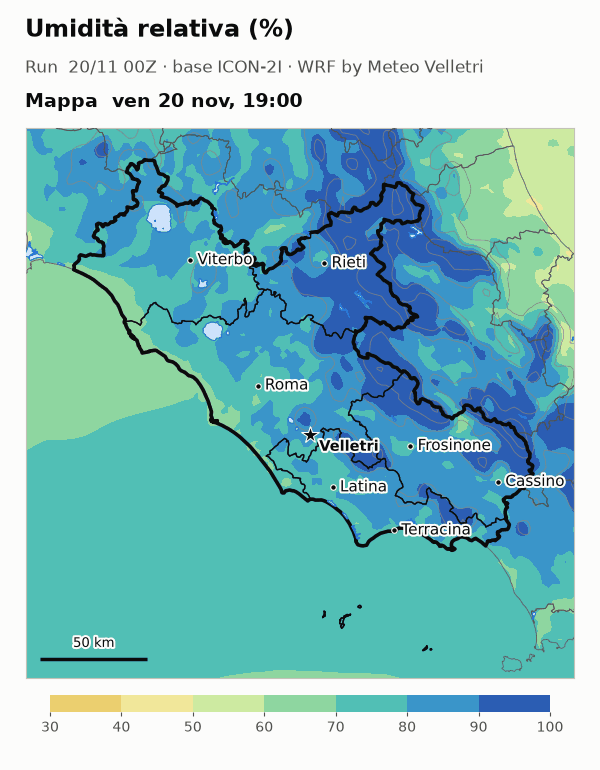 Umidità relativa (%)
Run  20/11 00Z · base ICON-2I · WRF by Meteo Velletri
Mappa  ven 20 nov, 19:00
Viterbo
Rieti
Roma
Velletri
Frosinone
Latina
Cassino
Terracina
50 km
30 40 50 60 70 80 90 100